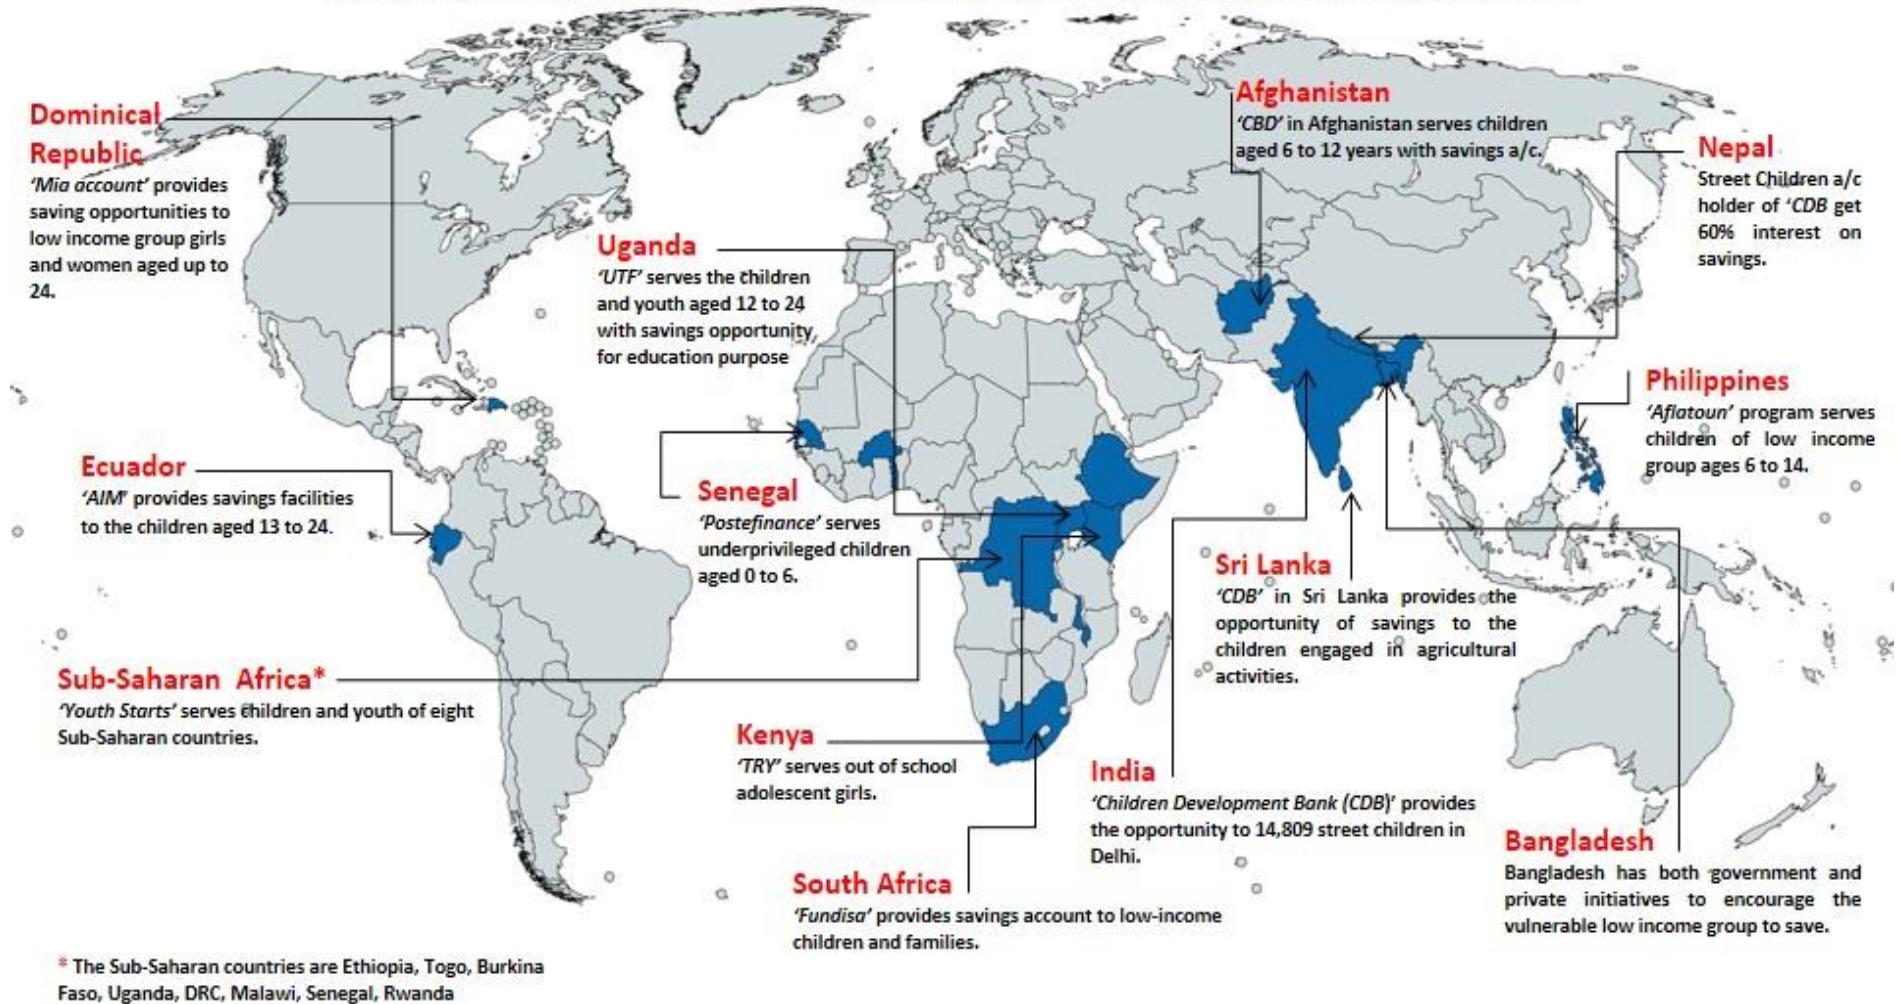 Dominical
Republic
'Mia account' provides
saving opportunities to
low income group girls
and women aged up to
24.
Ecuador
'AIM' provides savings facilities
to the children aged 13 to 24.
Sub-Saharan Africa*
'Youth Starts' serves children and youth of eight
Sub-Saharan countries.
Uganda
'UTF' serves the children
and youth aged 12 to 24
with savings opportunity
for education purpose
Senegal
'Postefinance' serves
underprivileged children
aged 0 to 6.
Kenya
'TRY' serves out of school
adolescent girls.
South Africa
'Fundisa' provides savings account to low-income
children and families.
Afghanistan
'CBD' in Afghanistan serves children
aged 6 to 12 years with savings a/c.
Nepal
Street Children a/c
holder of 'CDB get
60% interest on
savings.
Philippines
'Aflatoun' program serves
children of low income
group ages 6 to 14.
Sri Lanka
'CDB' in Sri Lanka provides the
opportunity of savings to the
children engaged in agricultural
activities.
India
'Children Development Bank (CDB)' provides
the opportunity to 14,809 street children in
Delhi.
Bangladesh
Bangladesh has both government and
private initiatives to encourage the
vulnerable low income group to save.
* The Sub-Saharan countries are Ethiopia, Togo, Burkina
Faso, Uganda, DRC, Malawi, Senegal, Rwanda